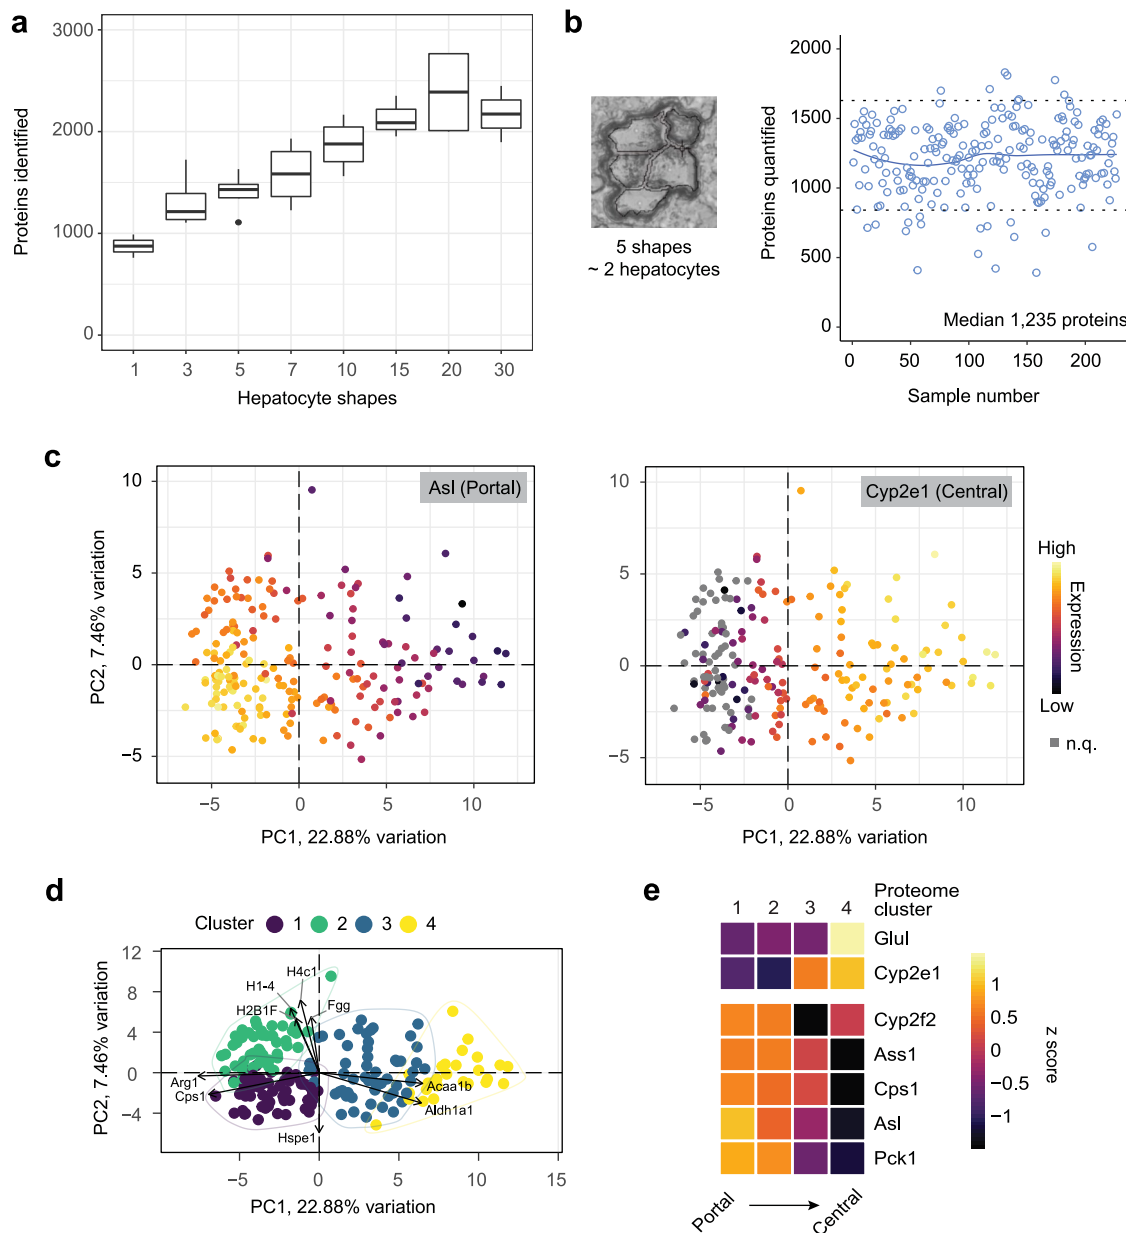 a
3000
2000
1000
0
Proteins identified
1 3 5 7 10 15 20 30
Hepatocyte shapes
b
5 shapes
~ 2 hepatocytes
2000
1500
1000
500
0
Proteins quantified
Median 1,235 proteins
0 50 100 150 200
Sample number
c
10
5
0
−5
PC2, 7.46% variation
Asl (Portal)
−5 0 5 10
PC1, 22.88% variation
10
5
0
−5
Cyp2e1 (Central)
−5 0 5 10
PC1, 22.88% variation
High
Expression
Low
n.q.
d
Cluster 1 2 3 4
12
8
4
0
−4
PC2, 7.46% variation
H4c1
H1-4
H2B1F
Fgg
Arg1
Cps1
Acaa1b
Aldh1a1
Hspe1
−5 0 5 10 15
PC1, 22.88% variation
e
Proteome
1 2 3 4 cluster
Glul
Cyp2e1
Cyp2f2
Ass1
Cps1
Asl
Pck1
Portal
Central
1
0.5
0
−0.5
−1
z score